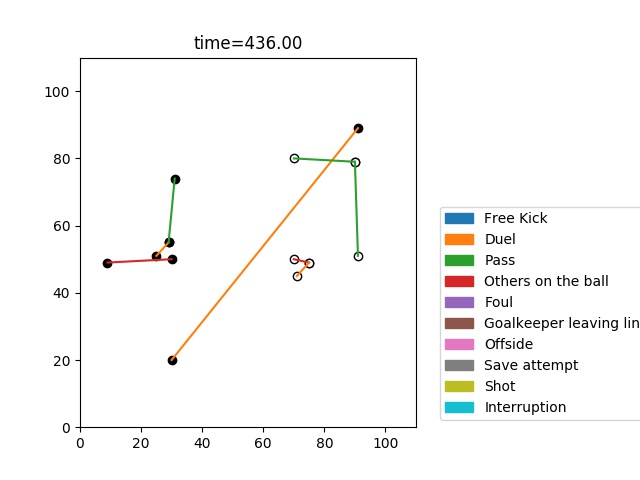 time=436.00
100
80
60
40
20
0
0 20 40 60 80 100
Free Kick
Duel
Pass
Others on the ball
Foul
Goalkeeper leaving lin
Offside
Save attempt
Shot
Interruption